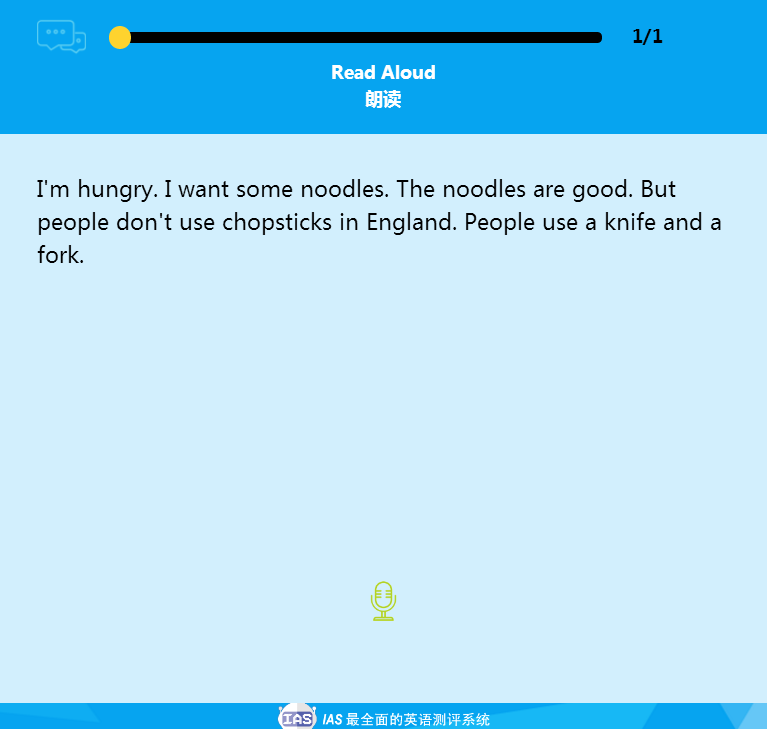 1/1
Read Aloud
朗读
I'm hungry. I want some noodles. The noodles are good. But
people don't use chopsticks in England. People use a knife and a
fork.
IAS IAS 最全面的英语测评系统